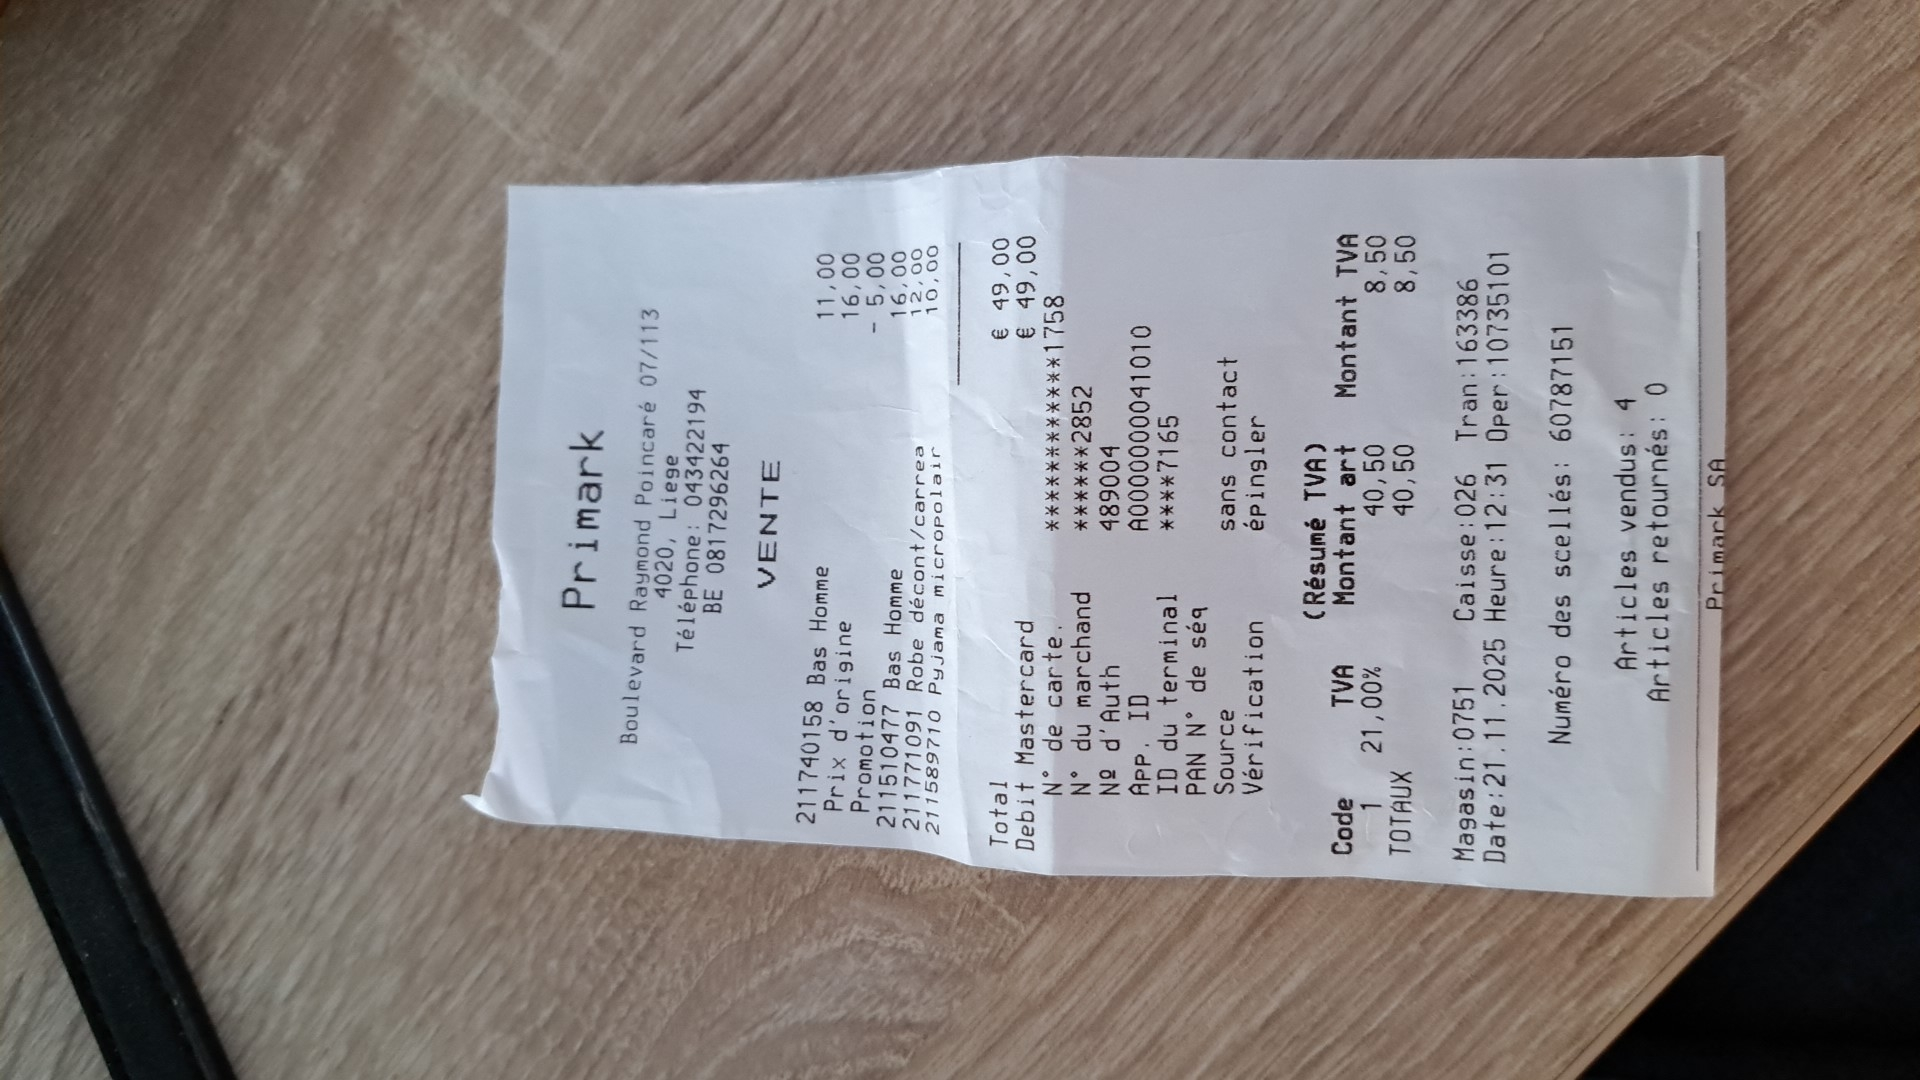 Primark
Boulevard Raymond Poincaré 07/113
4020, Liege
Téléphone: 043422194
BE 0817296264
VENTE
211740158 Bas Homme 11,00
Prix d'origine 16,00
Promotion - 5,00
211510477 Bas Homme 16,00
211771091 Robe décont/carrea 12,00
211589710 Pyjama micropolair 10,00
Total € 49,00
Debit Mastercard € 49,00
N° de carte. ************1758
N° du marchand ******2852
Nº d'Auth 489004
App. ID A0000000041010
ID du terminal ****7165
PAN N° de séq
Source sans contact
Vérification épingler
(Résumé TVA)
Code TVA Montant art Montant TVA
1 21,00% 40,50 8,50
TOTAUX 40,50 8,50
Magasin:0751 Caisse:026 Tran:163386
Date:21.11.2025 Heure:12:31 Oper:10735101
Numéro des scellés: 60787151
Articles vendus: 4
Articles retournés: 0
Primark SA